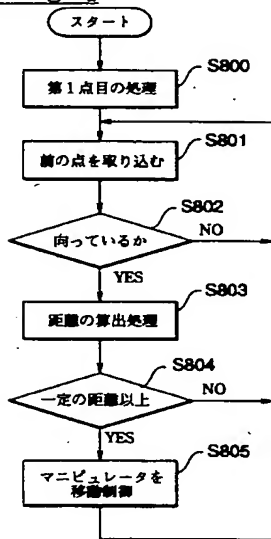 スタート
S800
第1点目の処理
S801
前の点を取り込む
S802
向っているか
NO
YES
S803
距離の算出処理
S804
一定の距離以上
NO
YES
S805
マニピュレータを
移動制御